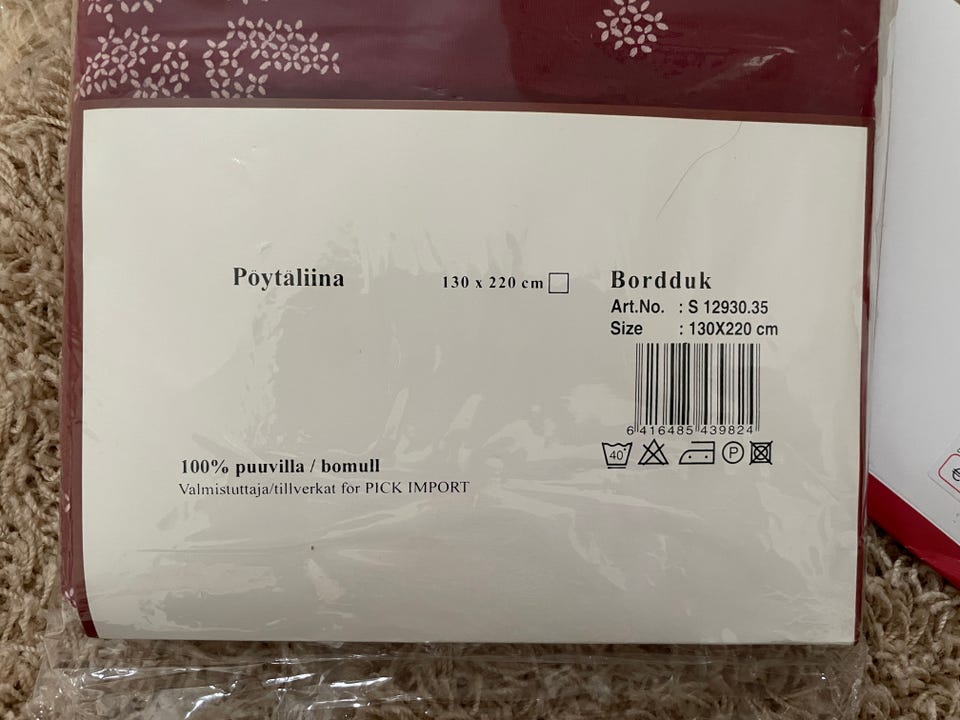 Pöytäliina 130 x 220 cm Bordduk
Art.No. : S 12930.35
Size : 130X220 cm
6 416485 439824
40°
P
100% puuvilla / bomull
Valmistuttaja/tillverkat för PICK IMPORT